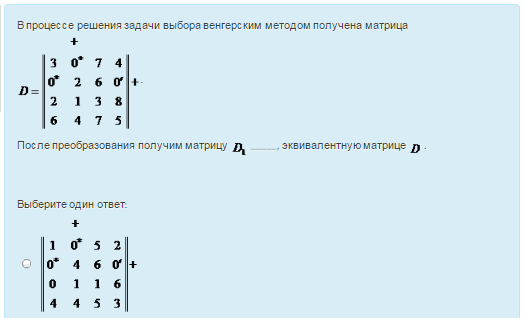 В процессе решения задачи выбора венгерским методом получена матрица
+
3 0* 7 4
0* 2 6 0′ + .
D =
2 1 3 8
6 4 7 5
После преобразования получим матрицу D₁ ____, эквивалентную матрице D .
Выберите один ответ:
+
1 0* 5 2
0* 4 6 0′ +
0 1 1 6
4 4 5 3